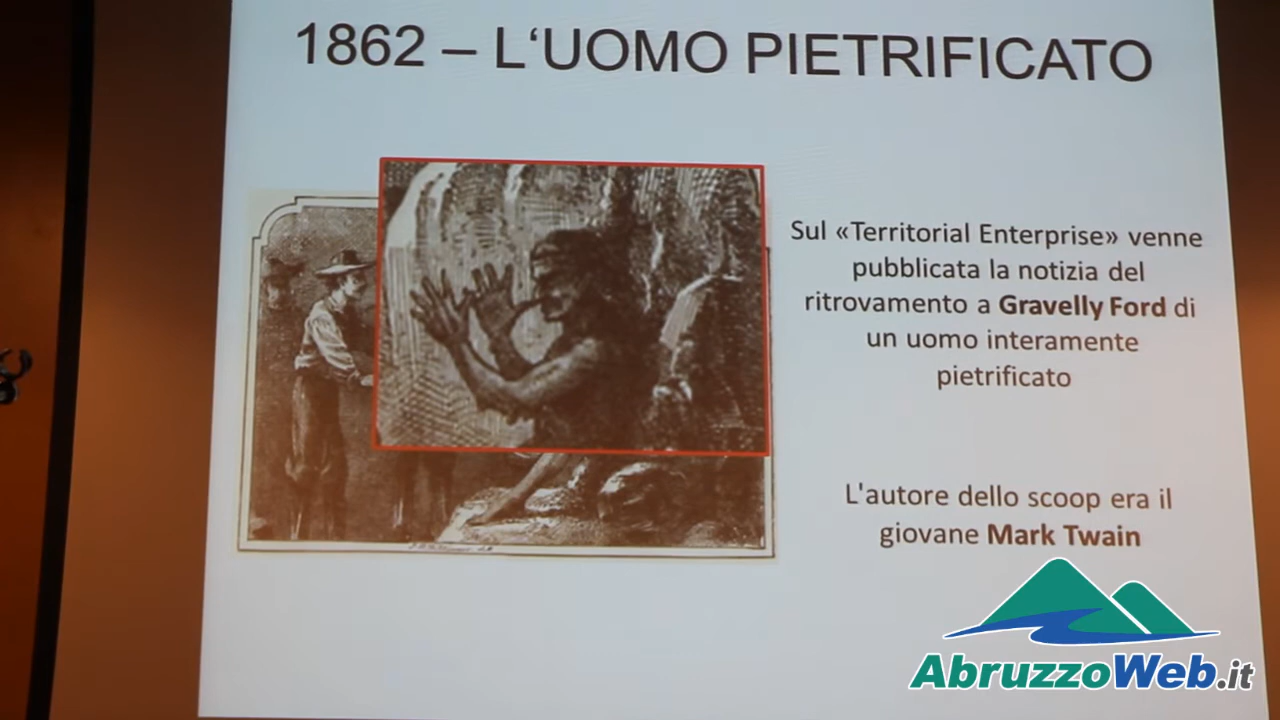 1862 – L‘UOMO PIETRIFICATO
Sul «Territorial Enterprise» venne
pubblicata la notizia del
ritrovamento a Gravelly Ford di
un uomo interamente
pietrificato
L'autore dello scoop era il
giovane Mark Twain
AbruzzoWeb.it